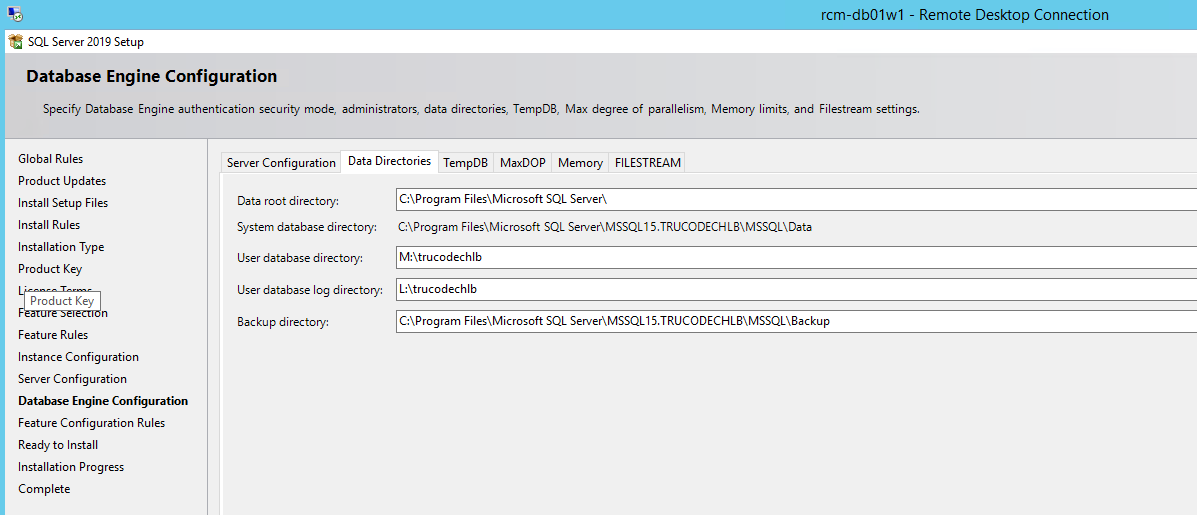 rcm-db01w1 - Remote Desktop Connection
SQL Server 2019 Setup
Database Engine Configuration
Specify Database Engine authentication security mode, administrators, data directories, TempDB, Max degree of parallelism, Memory limits, and Filestream settings.
Global Rules
Product Updates
Install Setup Files
Install Rules
Installation Type
Product Key
License Terms
Product Key
Feature Selection
Feature Rules
Instance Configuration
Server Configuration
Database Engine Configuration
Feature Configuration Rules
Ready to Install
Installation Progress
Complete
Server Configuration Data Directories TempDB MaxDOP Memory FILESTREAM
Data root directory: C:\Program Files\Microsoft SQL Server\
System database directory: C:\Program Files\Microsoft SQL Server\MSSQL15.TRUCODECHLB\MSSQL\Data
User database directory: M:\trucodechlb
User database log directory: L:\trucodechlb
Backup directory: C:\Program Files\Microsoft SQL Server\MSSQL15.TRUCODECHLB\MSSQL\Backup